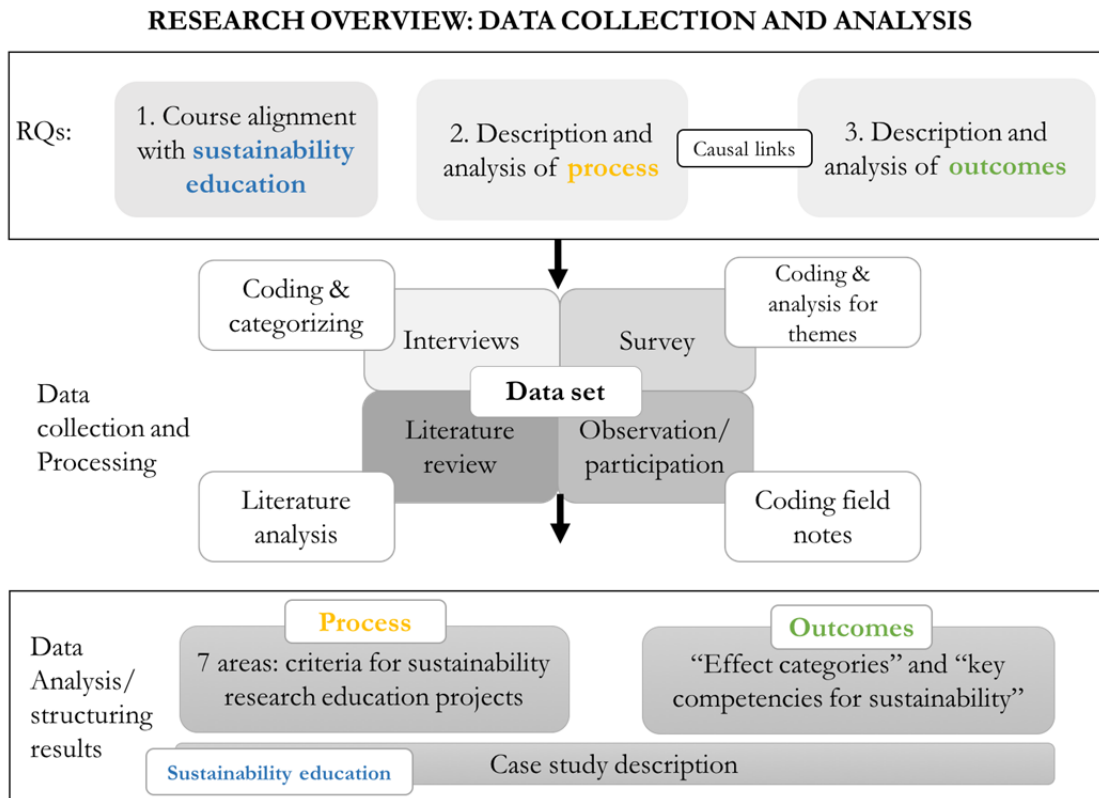 RESEARCH OVERVIEW: DATA COLLECTION AND ANALYSIS
RQs:
1. Course alignment
with sustainability
education
2. Description and
analysis of process
Causal links
3. Description and
analysis of outcomes
Coding &
categorizing
Interviews
Survey
Coding &
analysis for
themes
Data set
Data
collection and
Processing
Literature
review
Observation/
participation
Literature
analysis
Coding field
notes
Data
Analysis/
structuring
results
Process
7 areas: criteria for sustainability
research education projects
Outcomes
“Effect categories” and “key
competencies for sustainability”
Sustainability education
Case study description